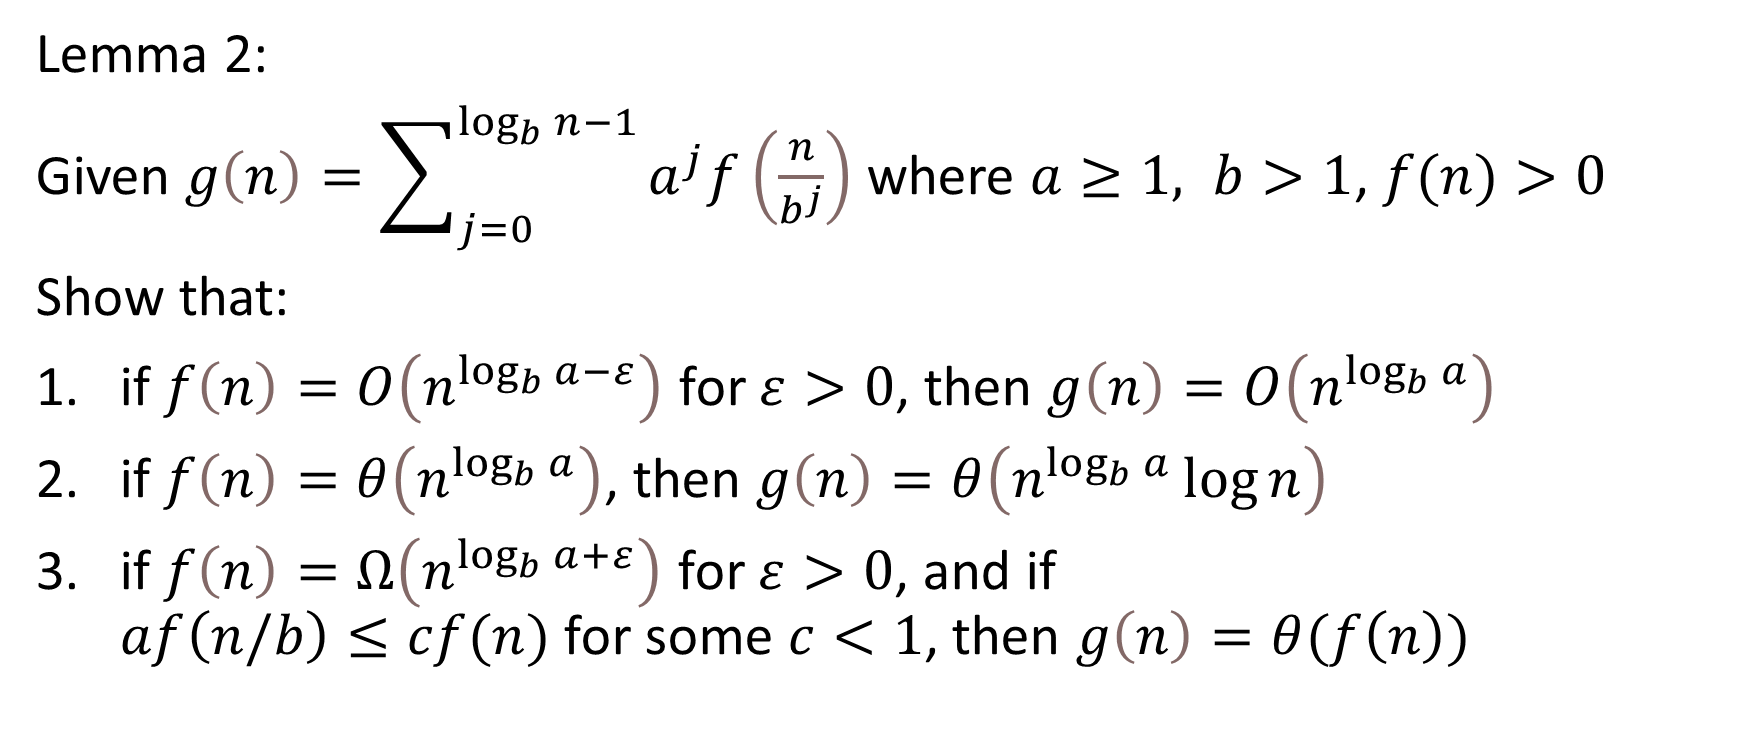 Lemma 2:
Given g(n) = ∑_{j=0}^{log_b n−1} a^j f(n/b^j) where a ≥ 1, b > 1, f(n) > 0
Show that:
1. if f(n) = O(n^{log_b a−ε}) for ε > 0, then g(n) = O(n^{log_b a})
2. if f(n) = θ(n^{log_b a}), then g(n) = θ(n^{log_b a} log n)
3. if f(n) = Ω(n^{log_b a+ε}) for ε > 0, and if
af(n/b) ≤ cf(n) for some c < 1, then g(n) = θ(f(n))